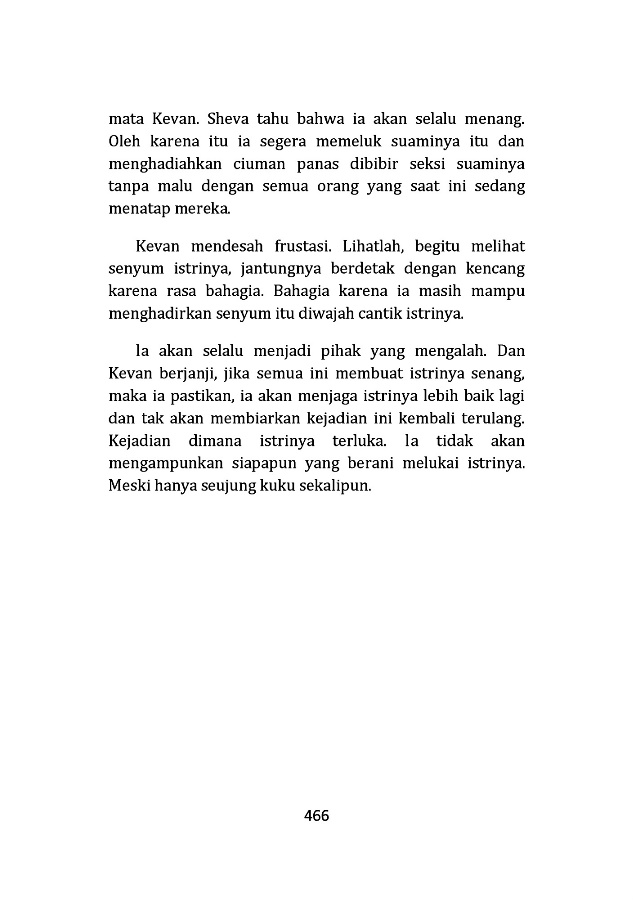 mata Kevan. Sheva tahu bahwa ia akan selalu menang.
Oleh karena itu ia segera memeluk suaminya itu dan
menghadiahkan ciuman panas dibibir seksi suaminya
tanpa malu dengan semua orang yang saat ini sedang
menatap mereka.
Kevan mendesah frustasi. Lihatlah, begitu melihat
senyum istrinya, jantungnya berdetak dengan kencang
karena rasa bahagia. Bahagia karena ia masih mampu
menghadirkan senyum itu diwajah cantik istrinya.
Ia akan selalu menjadi pihak yang mengalah. Dan
Kevan berjanji, jika semua ini membuat istrinya senang,
maka ia pastikan, ia akan menjaga istrinya lebih baik lagi
dan tak akan membiarkan kejadian ini kembali terulang.
Kejadian dimana istrinya terluka. Ia tidak akan
mengampunkan siapapun yang berani melukai istrinya.
Meski hanya seujung kuku sekalipun.
466